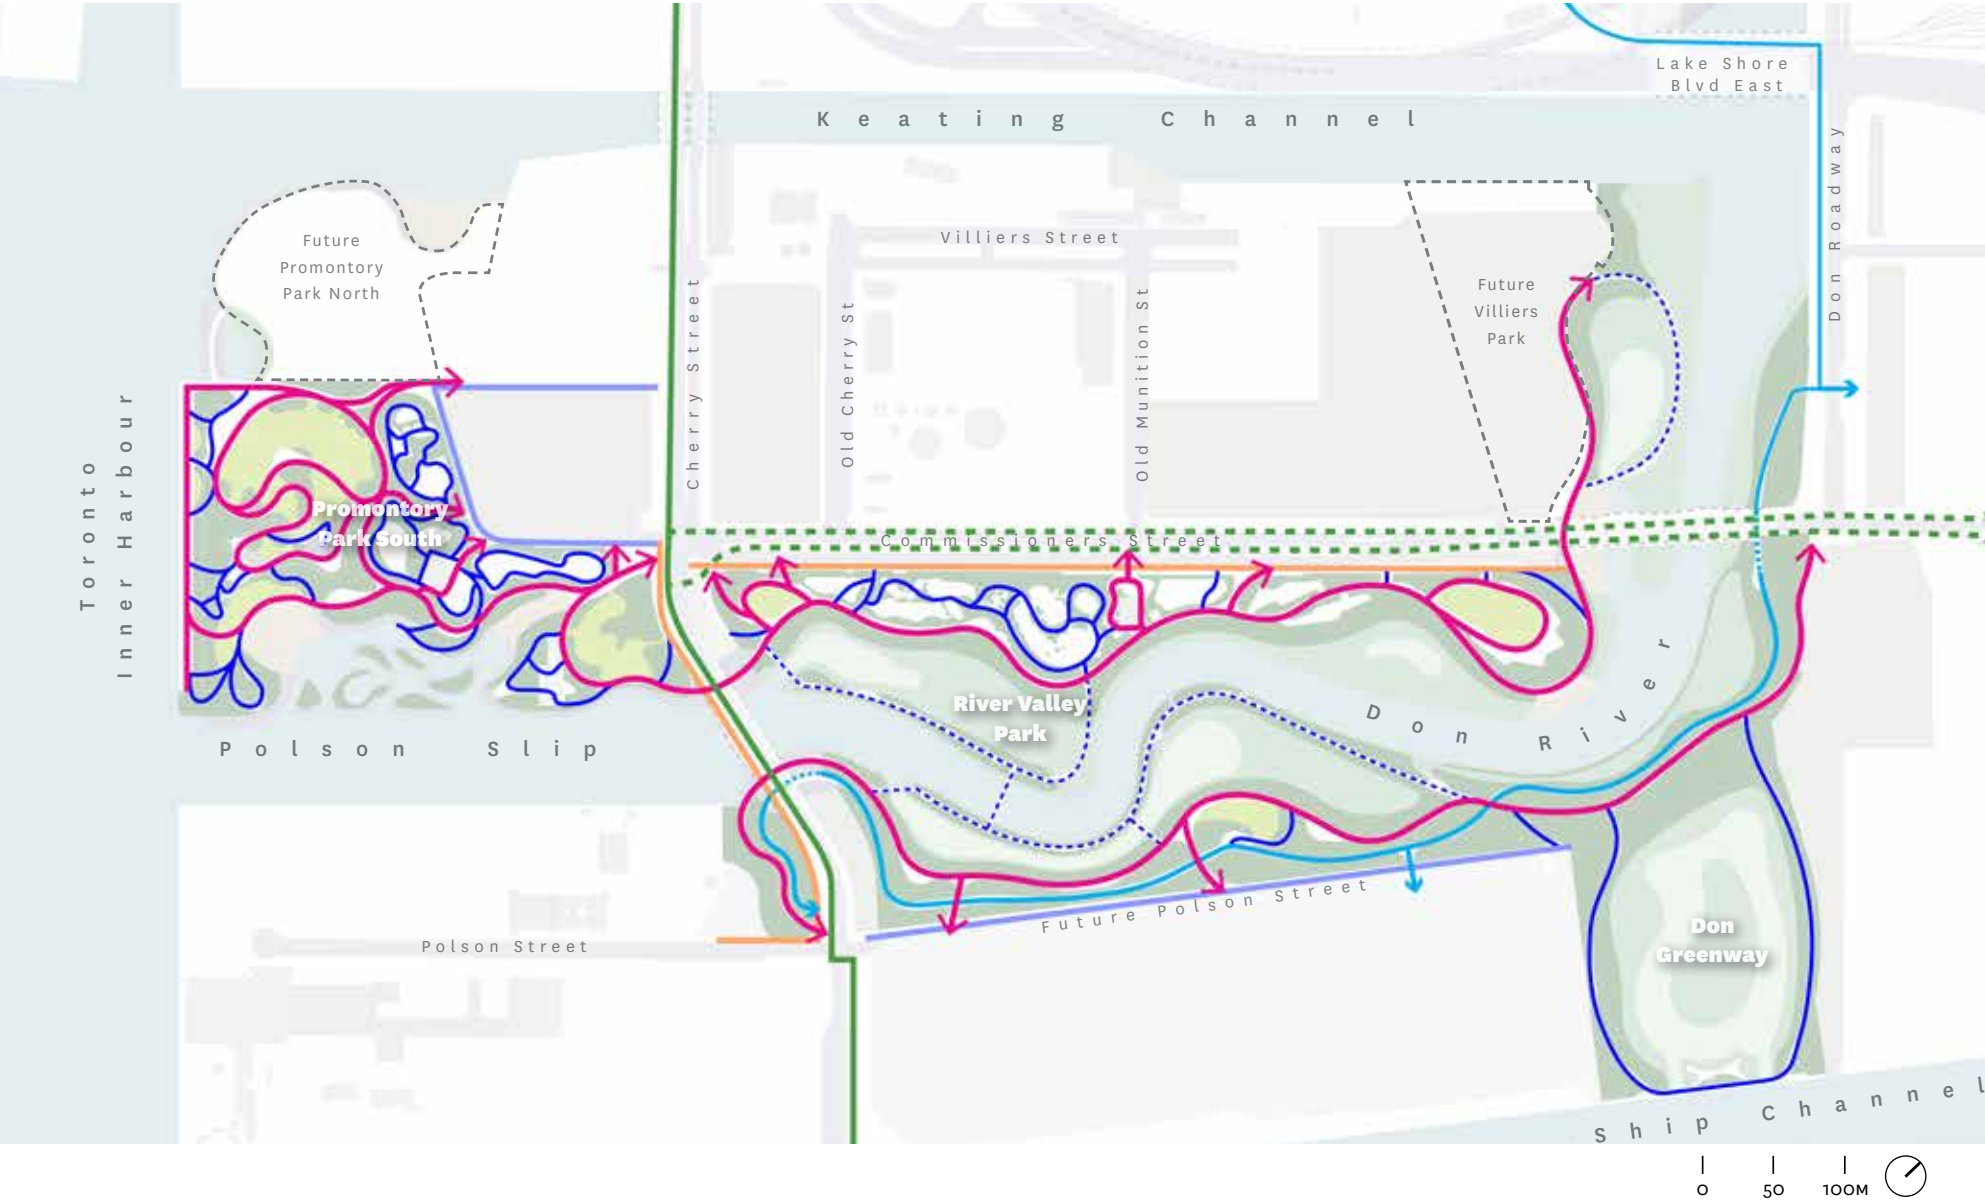 Lake Shore
Blvd East
Keating Channel
Don Roadway
Villiers Street
Future
Promontory
Park North
Future
Villiers
Park
Cherry Street
Old Cherry St
Old Munition St
Toronto
Inner Harbour
Promontory
Park South
Commissioners Street
River Valley
Park
Don River
Polson Slip
Future Polson Street
Polson Street
Don
Greenway
Ship Channel
0 50 100M